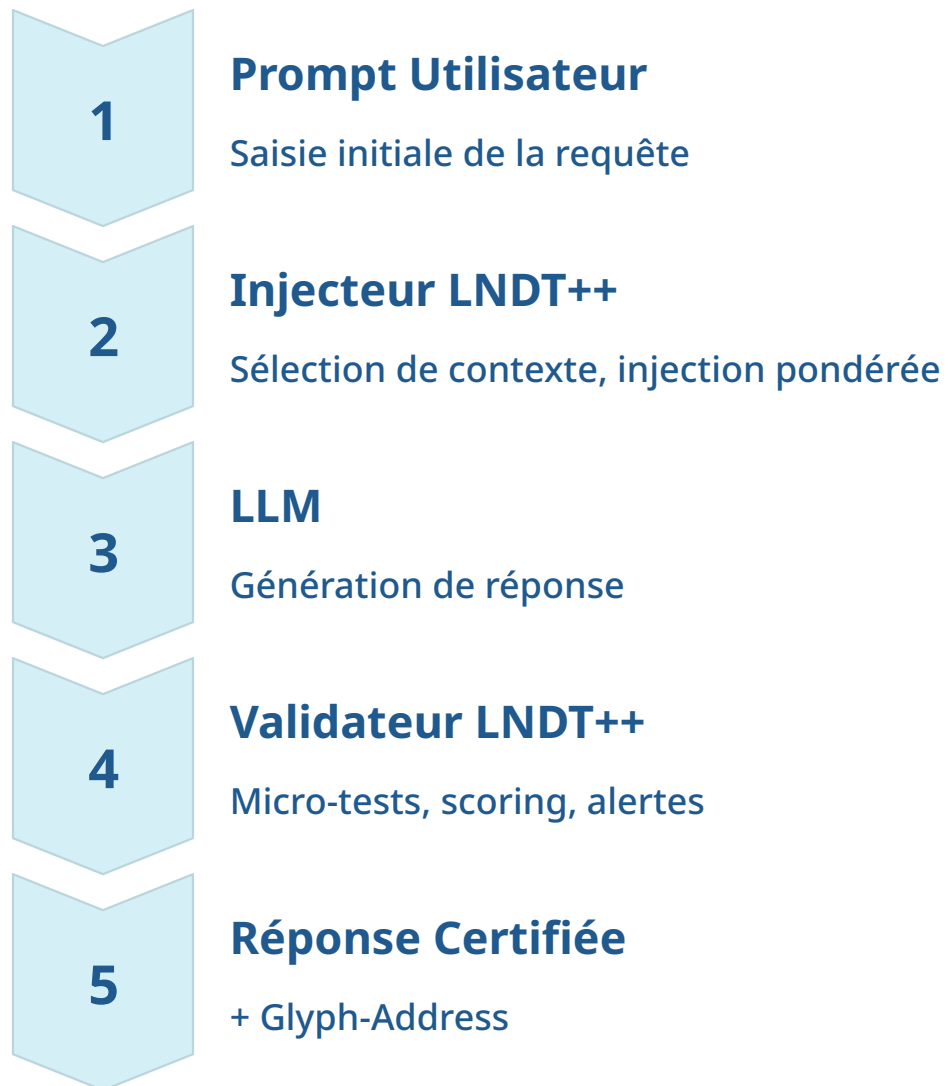 1
Prompt Utilisateur
Saisie initiale de la requête
2
Injecteur LNDT++
Sélection de contexte, injection pondérée
3
LLM
Génération de réponse
4
Validateur LNDT++
Micro-tests, scoring, alertes
5
Réponse Certifiée
+ Glyph-Address